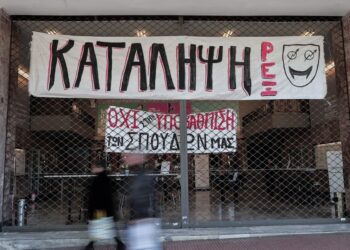 ΚΑΤΑΛΗΨΗ ΡΕΞ
ΟΧΙ ΣΤΗΝ ΥΠΟΒΑΘΜΙΣΗ
ΤΩΝ ΣΠΟΥΔΩΝ ΜΑΣ